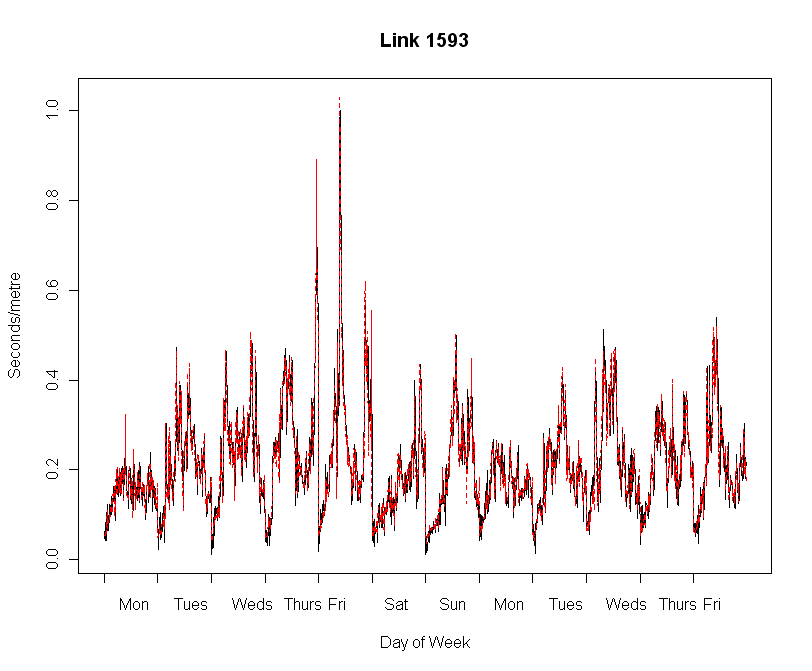 Link 1593
Seconds/metre
1.0
0.8
0.6
0.4
0.2
0.0
Mon Tues Weds Thurs Fri Sat Sun Mon Tues Weds Thurs Fri
Day of Week